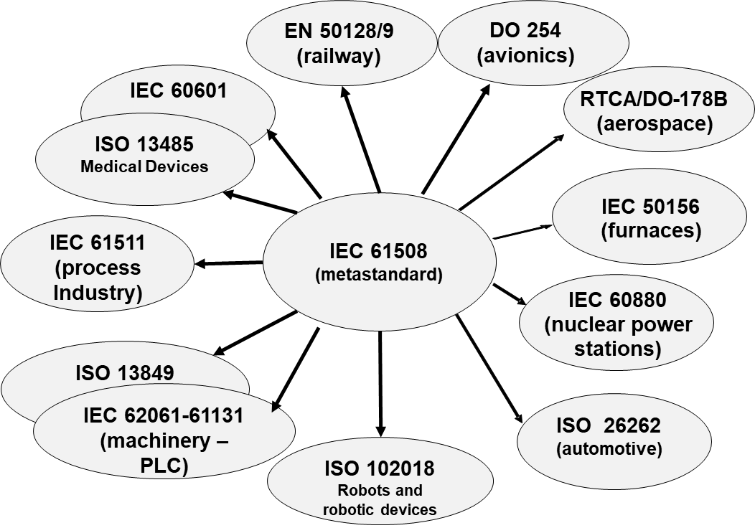 EN 50128/9
(railway)
DO 254
(avionics)
IEC 60601
RTCA/DO-178B
(aerospace)
ISO 13485
Medical Devices
IEC 50156
(furnaces)
IEC 61511
(process
Industry)
IEC 61508
(metastandard)
IEC 60880
(nuclear power
stations)
ISO 13849
IEC 62061-61131
(machinery –
PLC)
ISO 26262
(automotive)
ISO 102018
Robots and
robotic devices